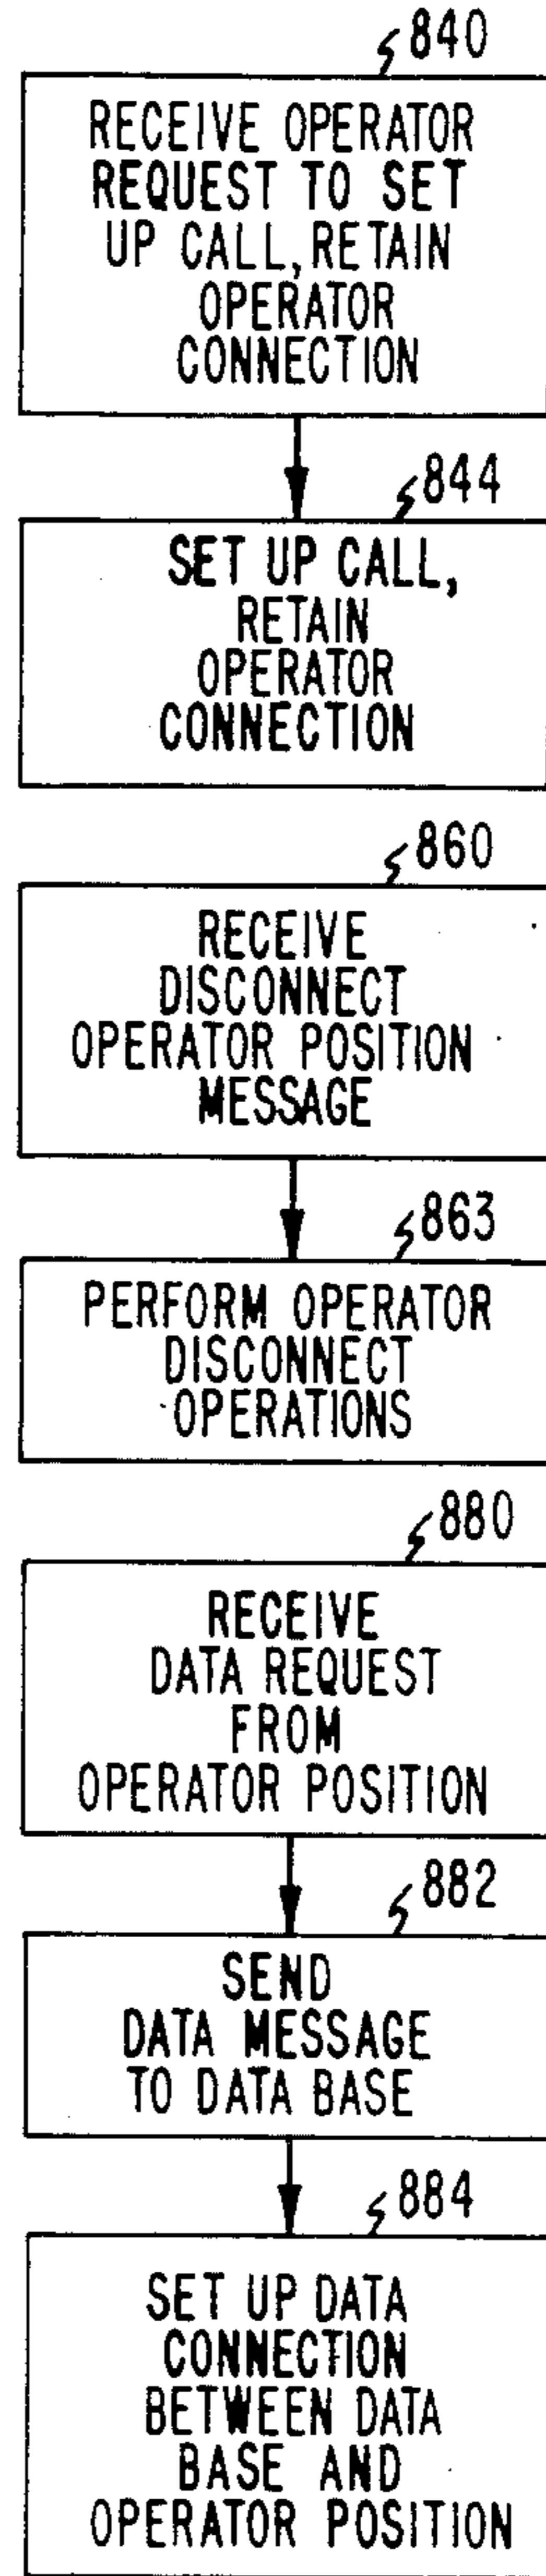 840
RECEIVE OPERATOR
REQUEST TO SET
UP CALL, RETAIN
OPERATOR
CONNECTION
844
SET UP CALL,
RETAIN
OPERATOR
CONNECTION
860
RECEIVE
DISCONNECT
OPERATOR POSITION
MESSAGE
863
PERFORM OPERATOR
DISCONNECT
OPERATIONS
880
RECEIVE
DATA REQUEST
FROM
OPERATOR POSITION
882
SEND
DATA MESSAGE
TO DATA BASE
884
SET UP DATA
CONNECTION
BETWEEN DATA
BASE AND
OPERATOR POSITION